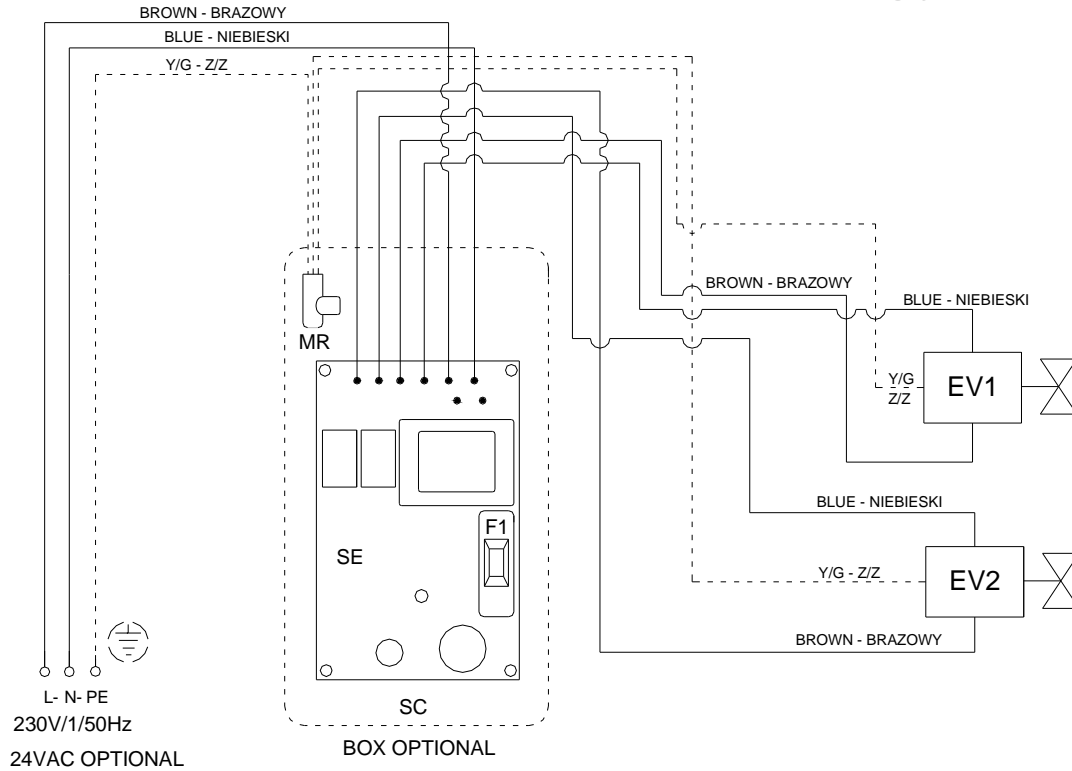 BROWN - BRAZOWY
BLUE - NIEBIESKI
Y/G - Z/Z
MR
BROWN - BRAZOWY
BLUE - NIEBIESKI
Y/G
Z/Z
EV1
BLUE - NIEBIESKI
F1
SE
Y/G - Z/Z
EV2
BROWN - BRAZOWY
L- N- PE
230V/1/50Hz
24VAC OPTIONAL
SC
BOX OPTIONAL